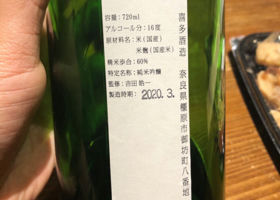 容量:720ml
アルコール分:16度
原材料名:米(国産)
米麹(国産米)
精米歩合:60%
特定名称:純米吟醸
監修:吉田皓一
製造時期: 2020.3.
喜多酒造 奈良県橿原市御坊町八番地